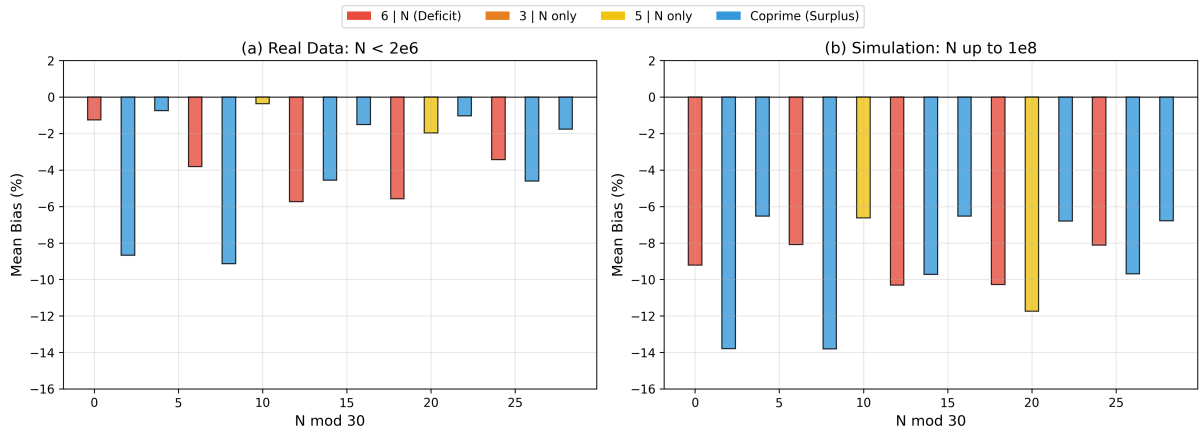 6 | N (Deficit) 3 | N only 5 | N only Coprime (Surplus)
(a) Real Data: N < 2e6
2
0
−2
−4
−6
−8
−10
−12
−14
−16
Mean Bias (%)
0 5 10 15 20 25
N mod 30
(b) Simulation: N up to 1e8
2
0
−2
−4
−6
−8
−10
−12
−14
−16
Mean Bias (%)
0 5 10 15 20 25
N mod 30